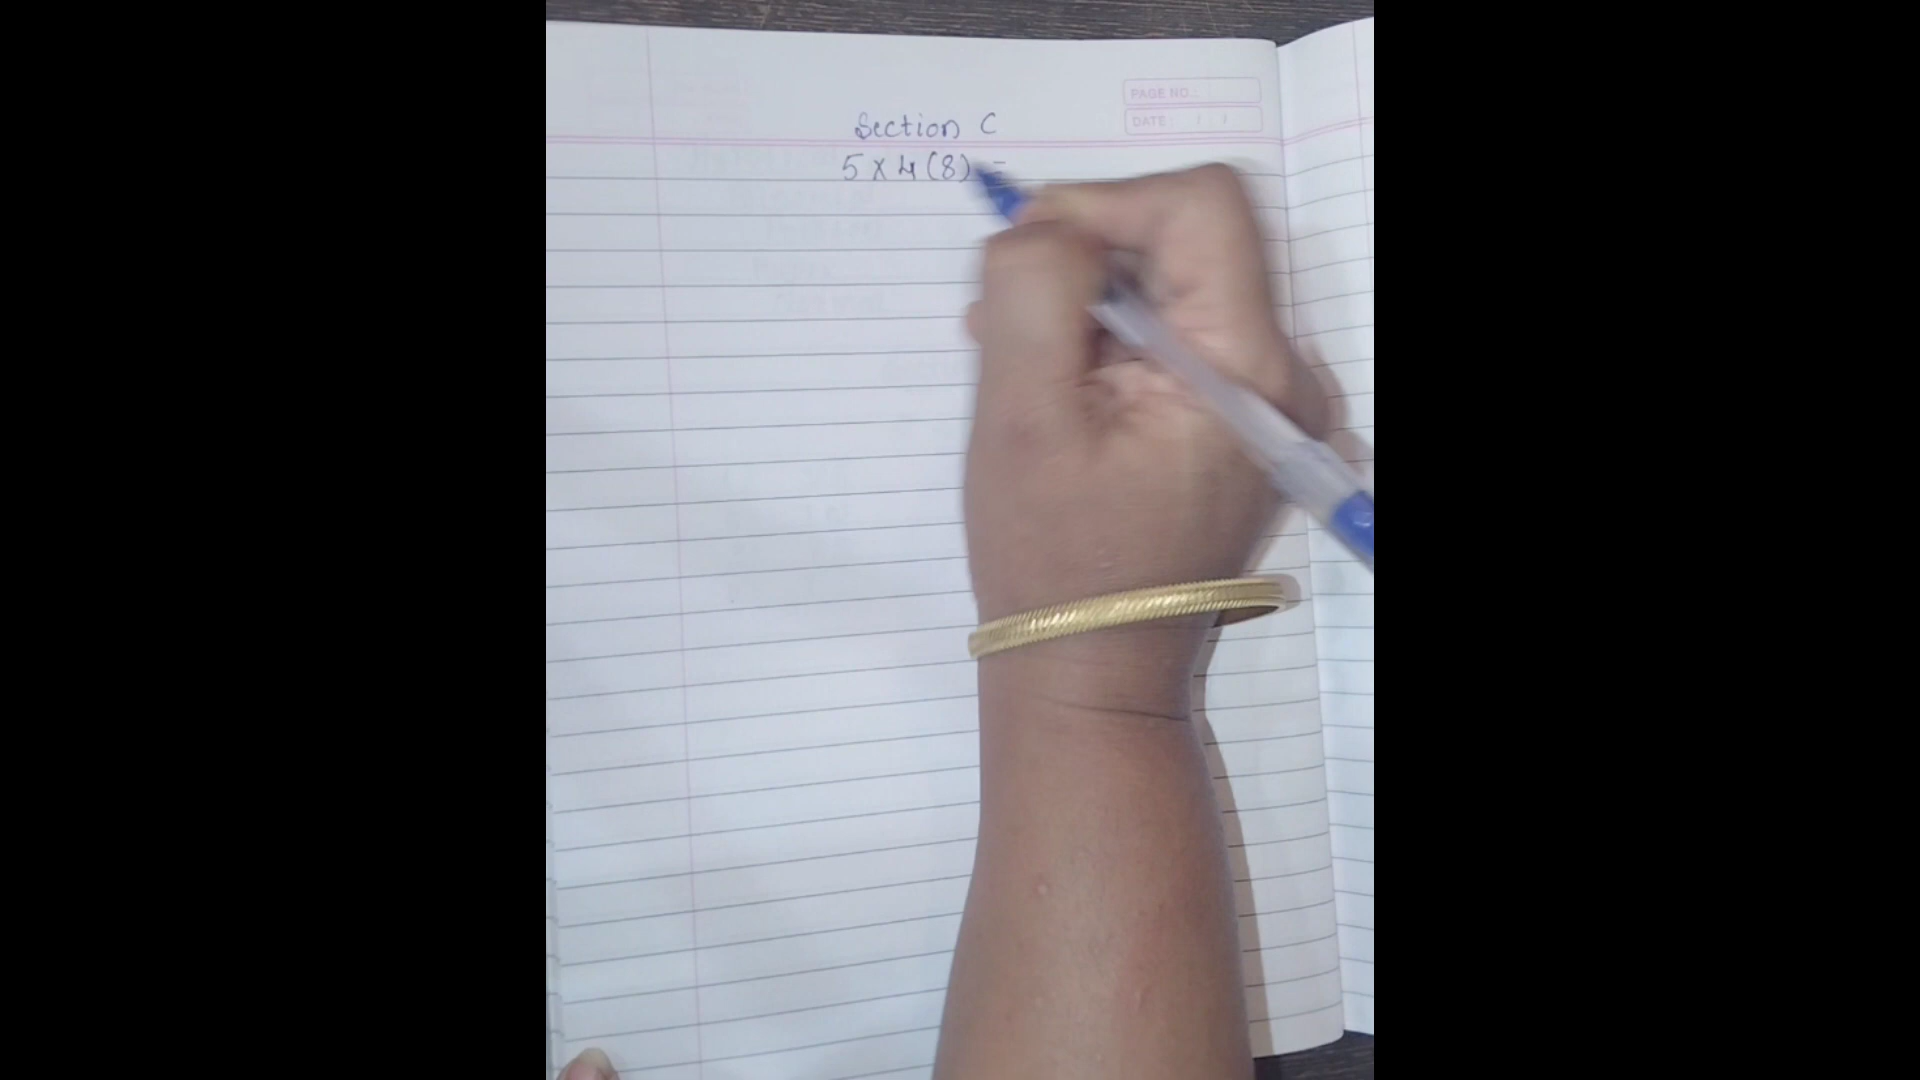 PAGE NO.
DATE: / /
Section C
5 x 4 (8) =